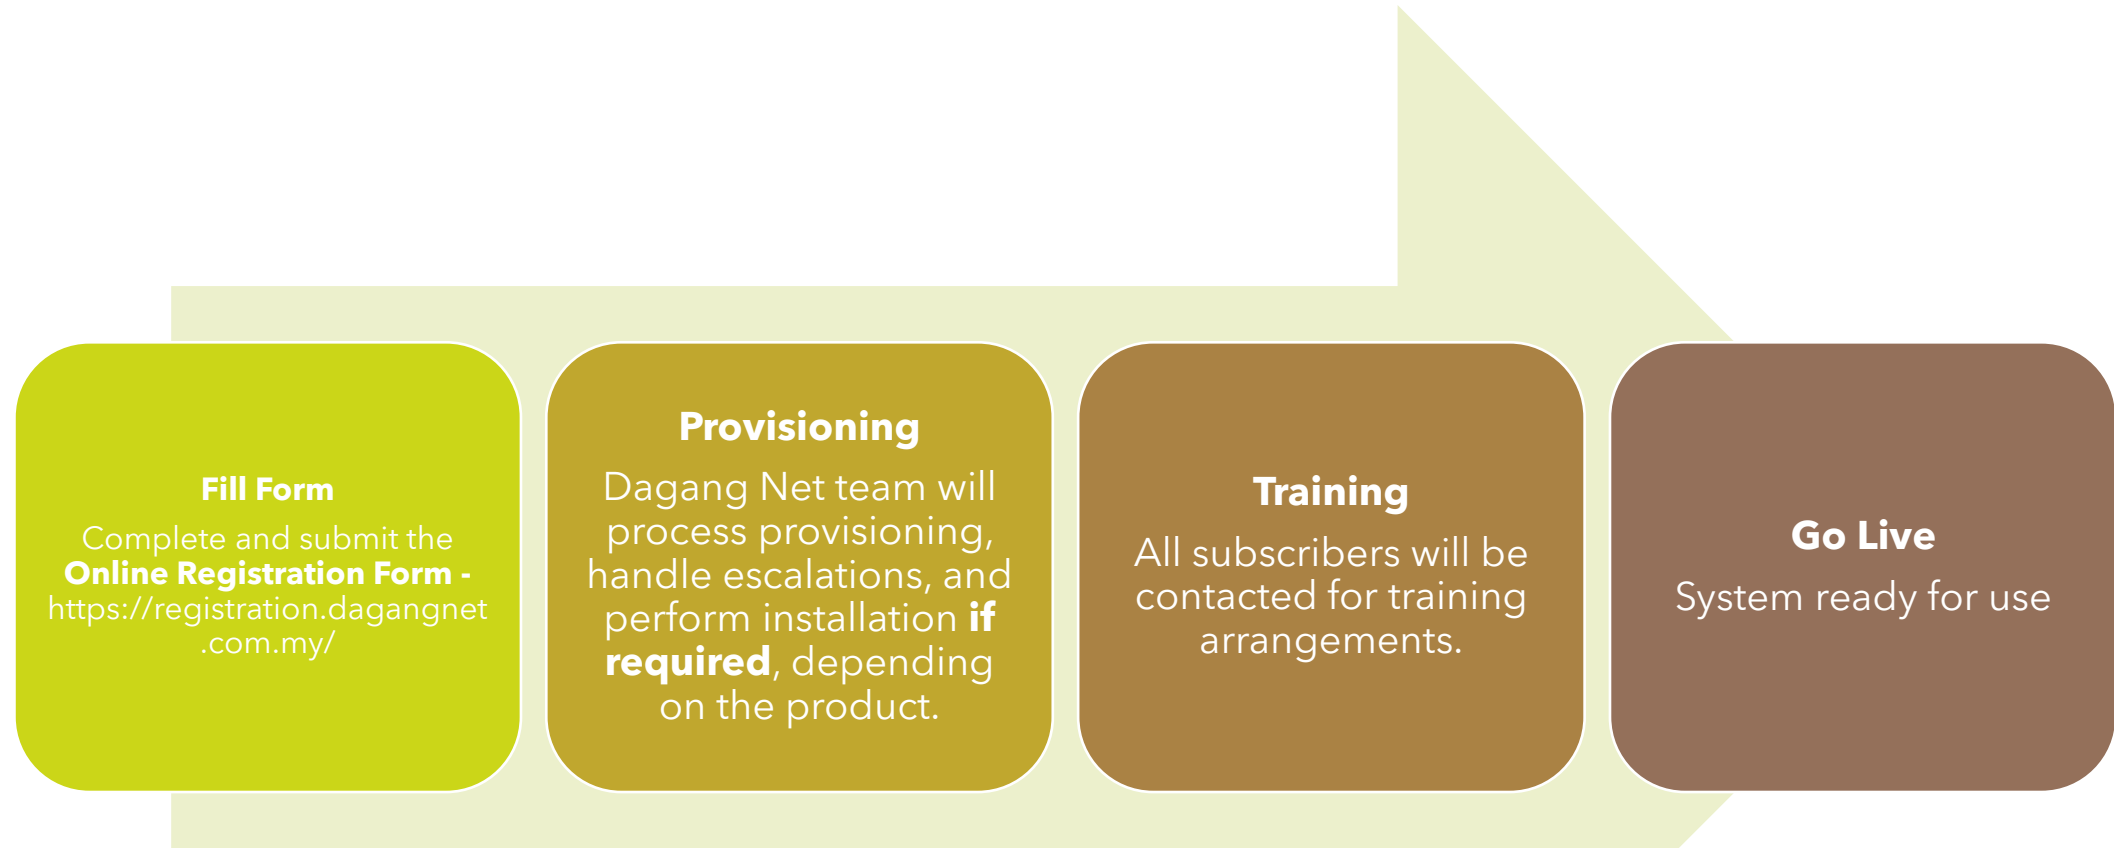 Fill Form
Complete and submit the
Online Registration Form -
https://registration.dagangnet
.com.my/
Provisioning
Dagang Net team will
process provisioning,
handle escalations, and
perform installation if
required, depending
on the product.
Training
All subscribers will be
contacted for training
arrangements.
Go Live
System ready for use